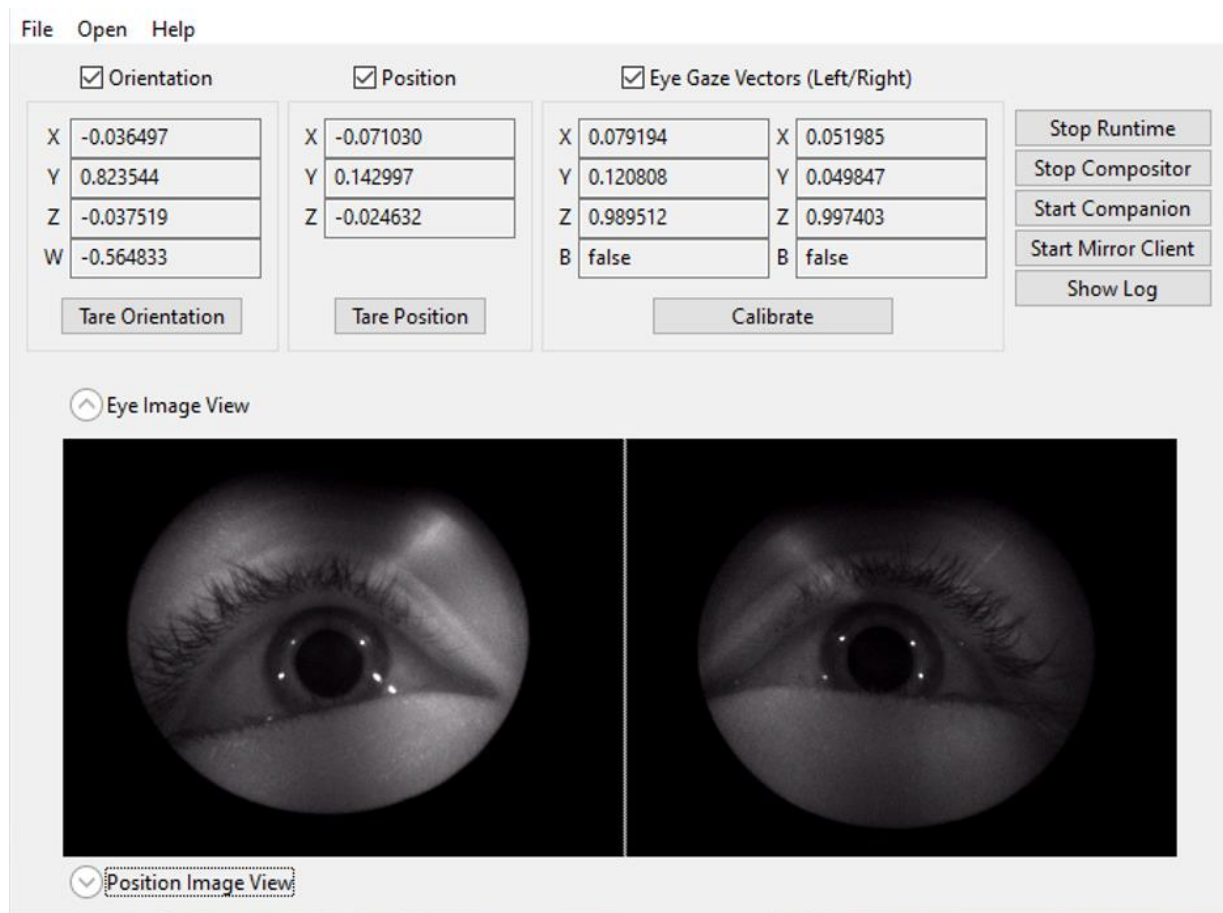 File Open Help
Orientation
X -0.036497
Y 0.823544
Z -0.037519
W -0.564833
Tare Orientation
Position
X -0.071030
Y 0.142997
Z -0.024632
Tare Position
Eye Gaze Vectors (Left/Right)
X 0.079194 X 0.051985
Y 0.120808 Y 0.049847
Z 0.989512 Z 0.997403
B false B false
Calibrate
Stop Runtime
Stop Compositor
Start Companion
Start Mirror Client
Show Log
Eye Image View
Position Image View